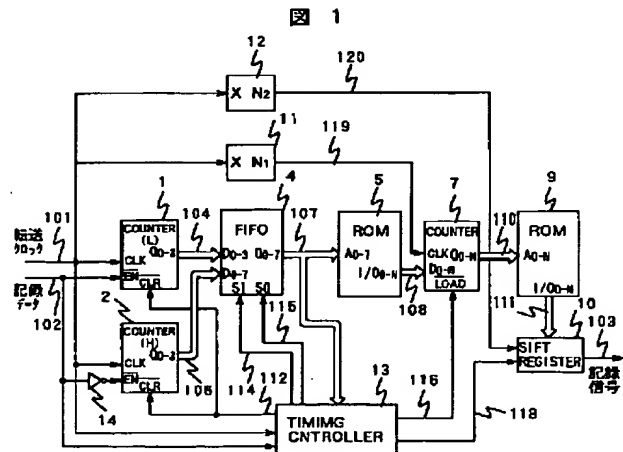 図 1
12
120
X N2
11
119
X N1
1
4
5
7
9
101
転送
クロック
COUNTER
(L)
Q0-3
CLK
EN
CLR
104
FIFO
D0-3 Q0-7
D0-7
SI SO
107
ROM
A0-7
I/O0-N
108
COUNTER
CLK Q0-N
D0-N
LOAD
110
ROM
A0-N
I/O0-N
111
10
103
記録
データ
102
2
COUNTER
(H)
Q0-3
CLK
EN
CLR
106
14
114
115
112
13
TIMIMG
CNTROLLER
116
118
SIFT
REGISTER
記録
信号